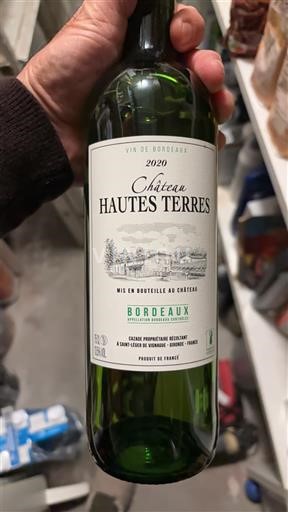 VIN DE BORDEAUX
2020
Château
HAUTES TERRES
MIS EN BOUTEILLE AU CHÂTEAU
BORDEAUX
APPELLATION BORDEAUX CONTRÔLÉE
CAZADE PROPRIÉTAIRE RÉCOLTANT
À SAINT-LÉGER DE VIGNAGUE - GIRONDE - FRANCE
PRODUIT DE FRANCE